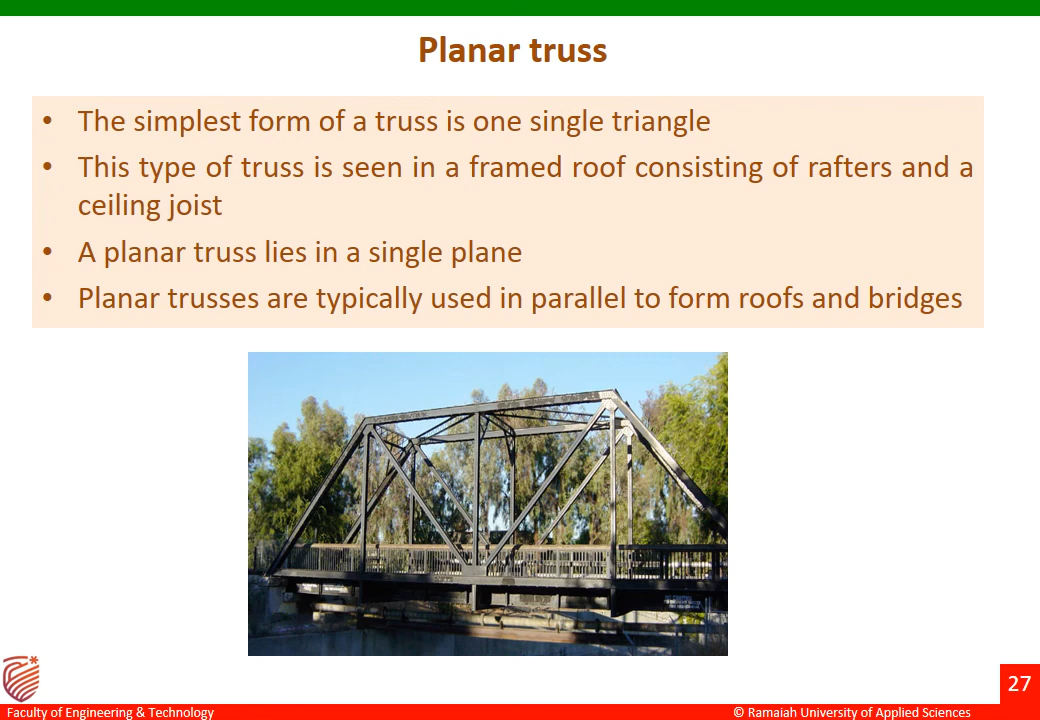 Planar truss
• The simplest form of a truss is one single triangle
• This type of truss is seen in a framed roof consisting of rafters and a
ceiling joist
• A planar truss lies in a single plane
• Planar trusses are typically used in parallel to form roofs and bridges
27
Faculty of Engineering & Technology
© Ramaiah University of Applied Sciences